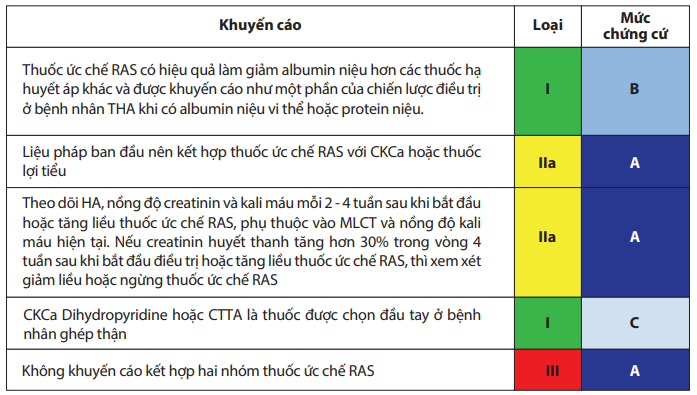 Khuyến cáo Loại Mức chứng cứ
Thuốc ức chế RAS có hiệu quả làm giảm albumin niệu hơn các thuốc hạ
huyết áp khác và được khuyến cáo như một phần của chiến lược điều trị
ở bệnh nhân THA khi có albumin niệu vi thể hoặc protein niệu.
I B
Liệu pháp ban đầu nên kết hợp thuốc ức chế RAS với CKCa hoặc thuốc
lợi tiểu
IIa A
Theo dõi HA, nồng độ creatinin và kali máu mỗi 2 - 4 tuần sau khi bắt đầu
hoặc tăng liều thuốc ức chế RAS, phụ thuộc vào MLCT và nồng độ kali
máu hiện tại. Nếu creatinin huyết thanh tăng hơn 30% trong vòng 4
tuần sau khi bắt đầu điều trị hoặc tăng liều thuốc ức chế RAS, thì xem xét
giảm liều hoặc ngừng thuốc ức chế RAS
IIa A
CKCa Dihydropyridine hoặc CTTA là thuốc được chọn đầu tay ở bệnh
nhân ghép thận
I C
Không khuyến cáo kết hợp hai nhóm thuốc ức chế RAS
III A